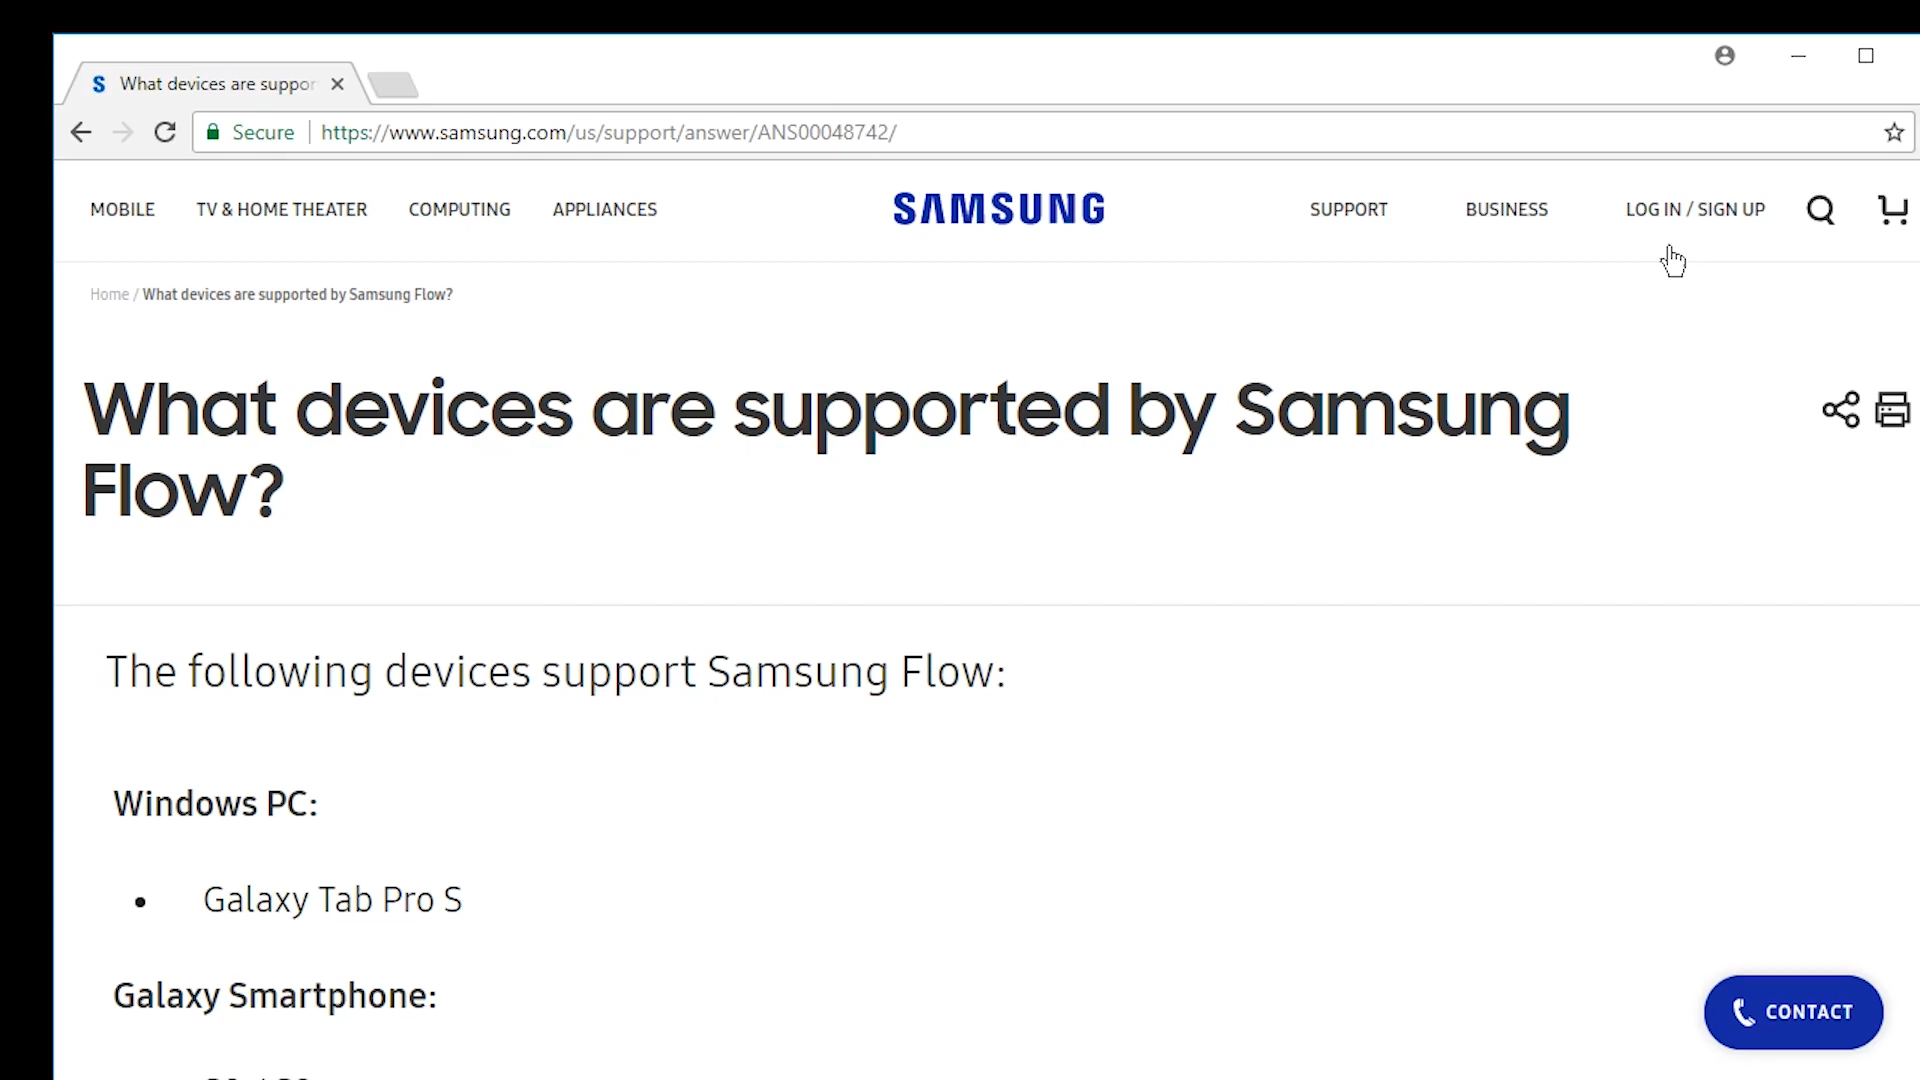 What devices are suppor
Secure https://www.samsung.com/us/support/answer/ANS00048742/
MOBILE TV & HOME THEATER COMPUTING APPLIANCES SAMSUNG SUPPORT BUSINESS LOG IN / SIGN UP
Home / What devices are supported by Samsung Flow?
What devices are supported by Samsung
Flow?
The following devices support Samsung Flow:
Windows PC:
• Galaxy Tab Pro S
Galaxy Smartphone:
CONTACT